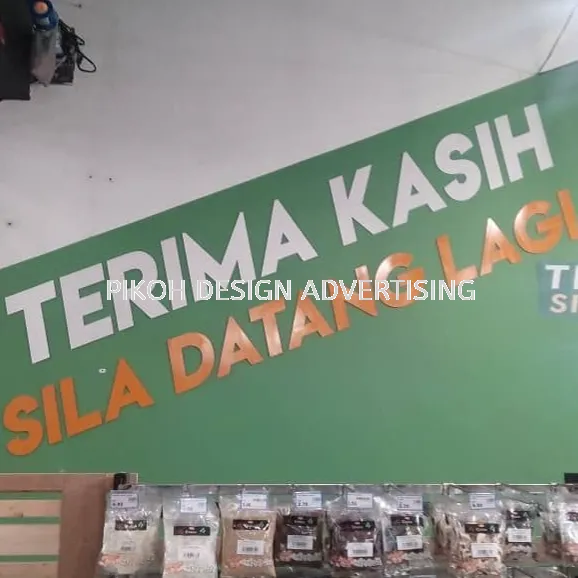 TERIMA KASIH
SILA DATANG LAGI
PIKOH DESIGN ADVERTISING